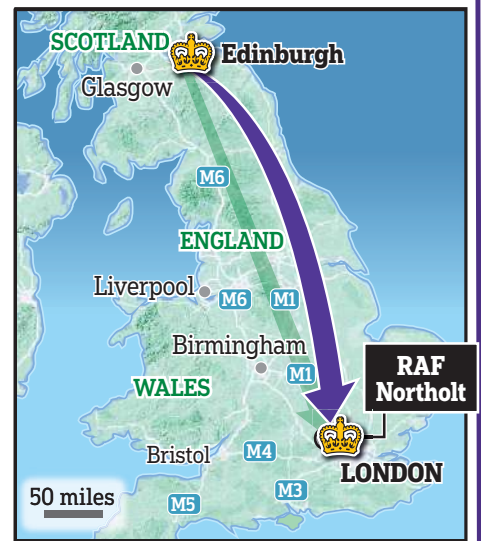 SCOTLAND
Edinburgh
Glasgow
M6
ENGLAND
Liverpool
M6
M1
Birmingham
M1
RAF
Northolt
WALES
Bristol
M4
LONDON
50 miles
M5
M3